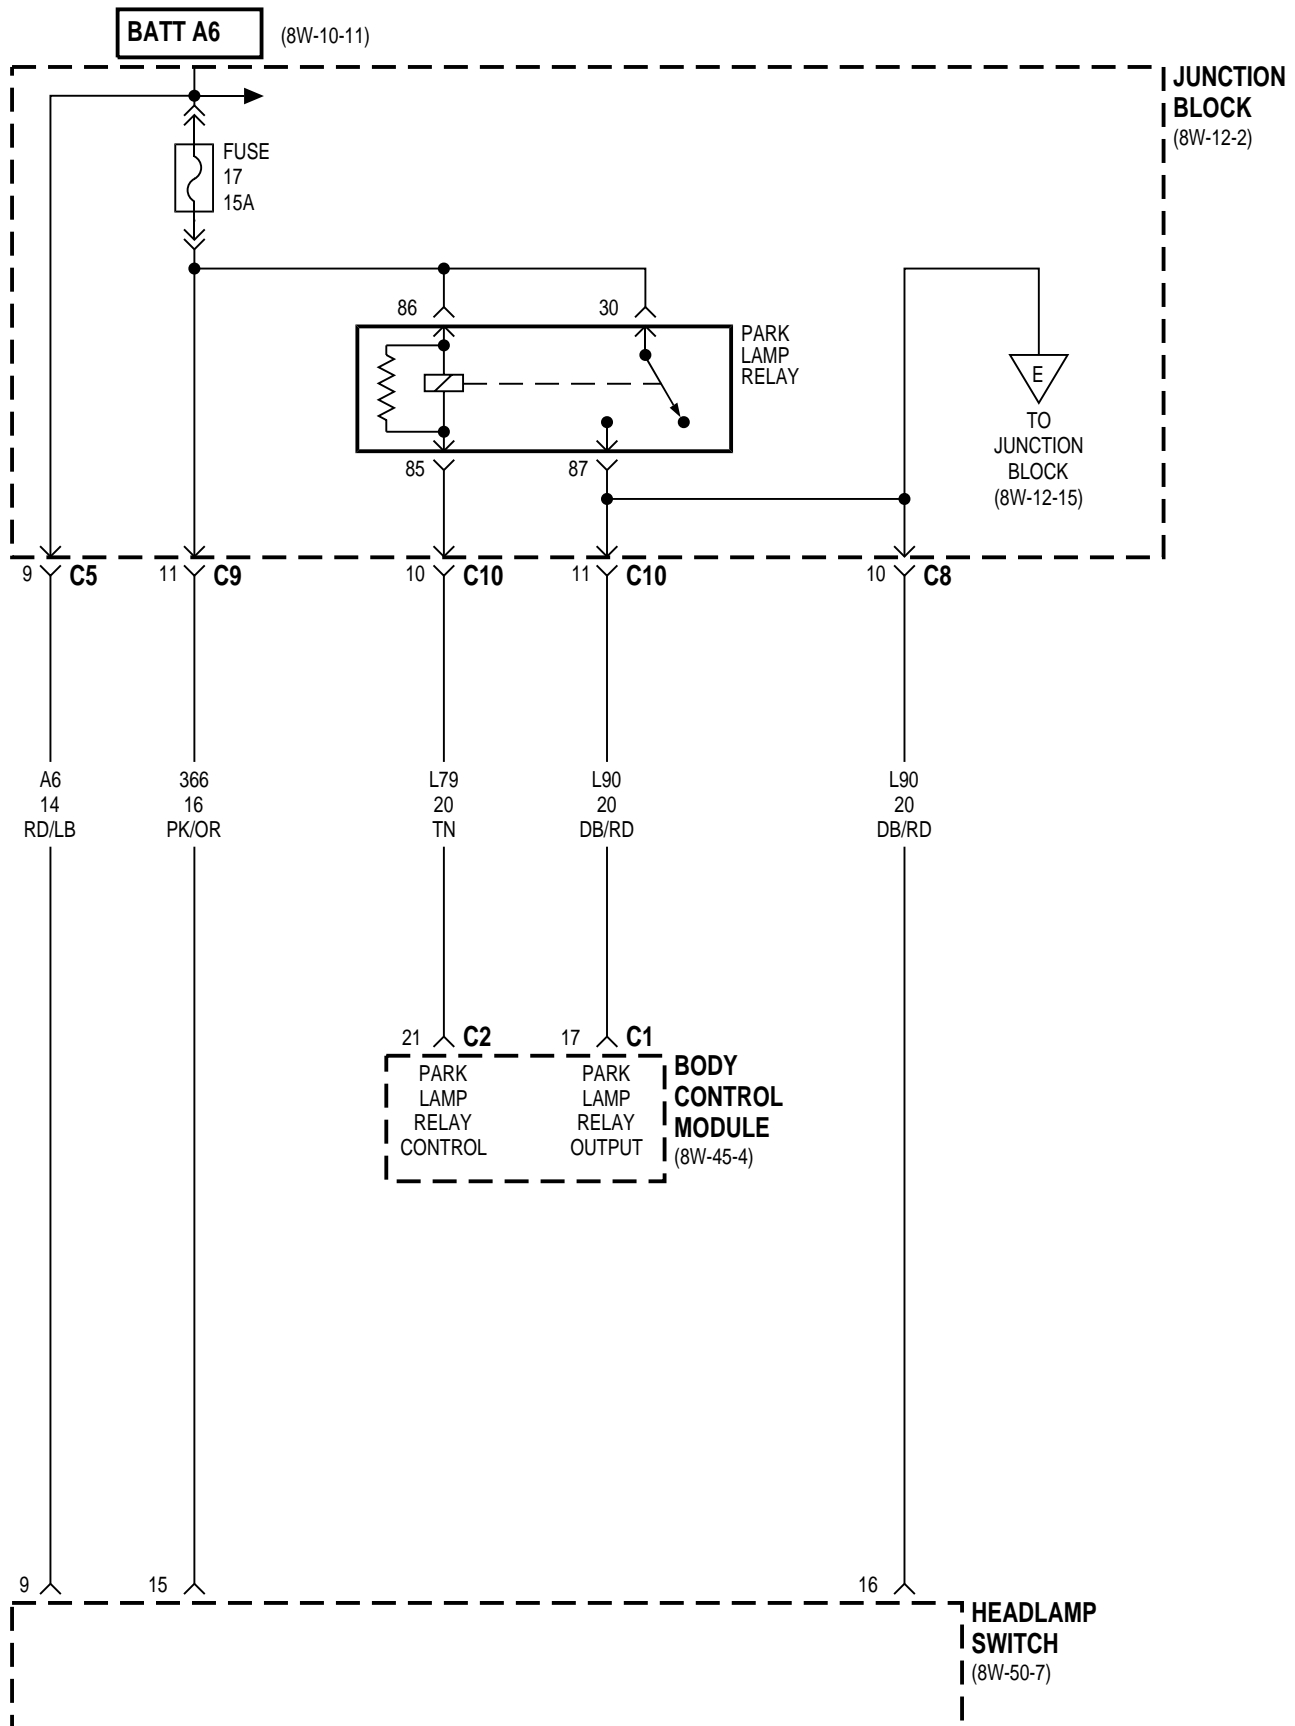 BATT A6 (8W-10-11)
JUNCTION
BLOCK
(8W-12-2)
FUSE
17
15A
86
30
PARK
LAMP
RELAY
E
TO
JUNCTION
BLOCK
(8W-12-15)
85
87
9 C5
11 C9
10 C10
11 C10
10 C8
A6
14
RD/LB
366
16
PK/OR
L79
20
TN
L90
20
DB/RD
L90
20
DB/RD
21 C2
17 C1
PARK
LAMP
RELAY
CONTROL
PARK
LAMP
RELAY
OUTPUT
BODY
CONTROL
MODULE
(8W-45-4)
9
15
16
HEADLAMP
SWITCH
(8W-50-7)